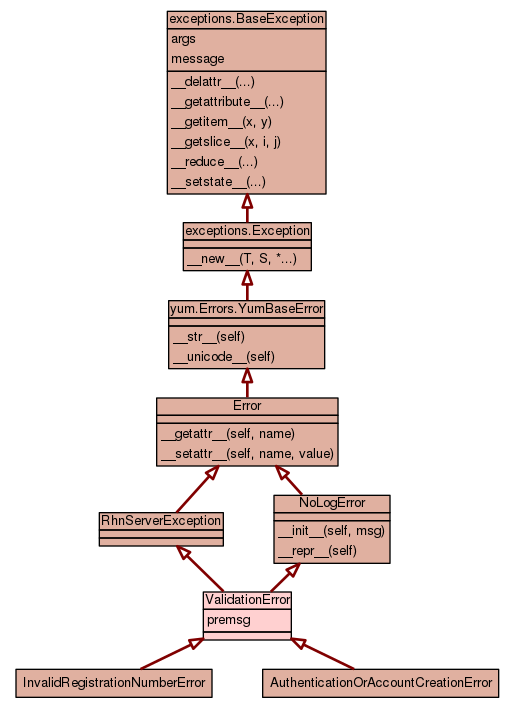 exceptions.BaseException
args
message
__delattr__(...)
__getattribute__(...)
__getitem__(x, y)
__getslice__(x, i, j)
__reduce__(...)
__setstate__(...)
exceptions.Exception
__new__(T, S, *...)
yum.Errors.YumBaseError
__str__(self)
__unicode__(self)
Error
__getattr__(self, name)
__setattr__(self, name, value)
RhnServerException
NoLogError
__init__(self, msg)
__repr__(self)
ValidationError
premsg
InvalidRegistrationNumberError
AuthenticationOrAccountCreationError